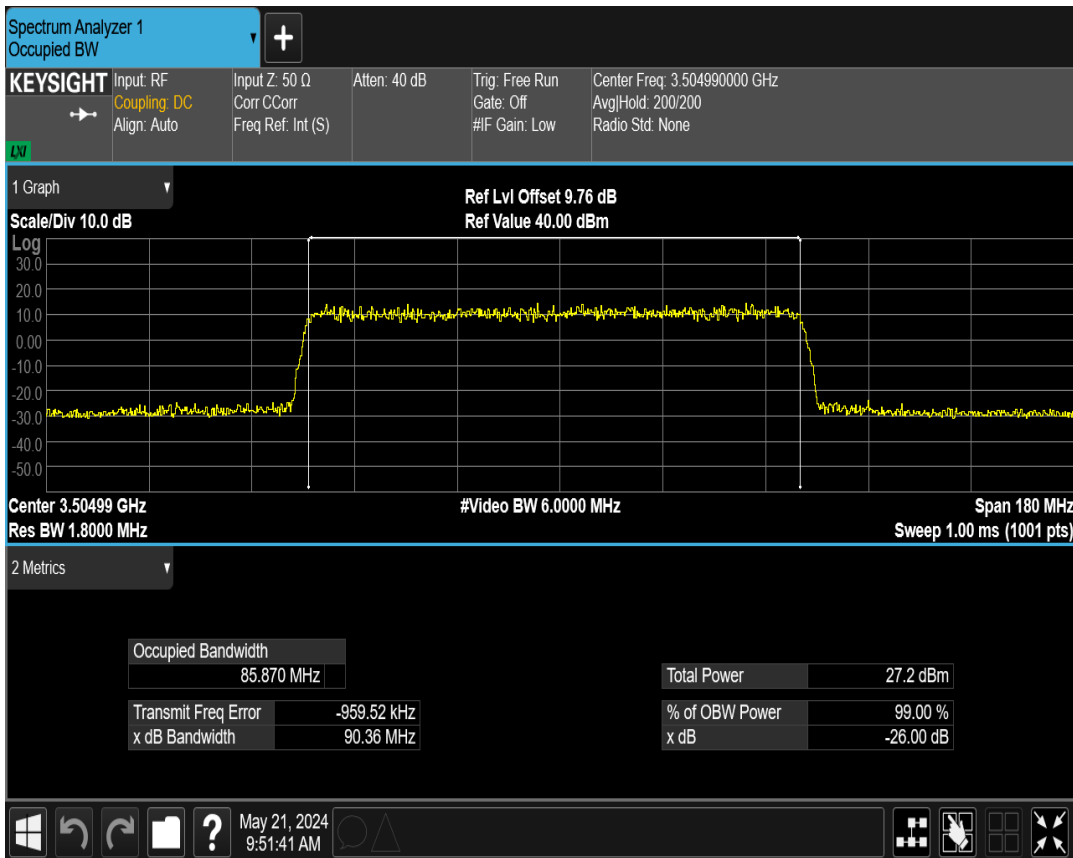 Spectrum Analyzer 1
Occupied BW
KEYSIGHT
LXI
Input: RF
Coupling: DC
Align: Auto
Input Z: 50 Ω
Corr CCorr
Freq Ref: Int (S)
Atten: 40 dB
Trig: Free Run
Gate: Off
#IF Gain: Low
Center Freq: 3.504990000 GHz
Avg|Hold: 200/200
Radio Std: None
1 Graph
Scale/Div 10.0 dB
Ref Lvl Offset 9.76 dB
Ref Value 40.00 dBm
Log
30.0
20.0
10.0
0.00
-10.0
-20.0
-30.0
-40.0
-50.0
Center 3.50499 GHz
#Video BW 6.0000 MHz
Span 180 MHz
Res BW 1.8000 MHz
Sweep 1.00 ms (1001 pts)
2 Metrics
Occupied Bandwidth
85.870 MHz
Total Power 27.2 dBm
Transmit Freq Error -959.52 kHz
% of OBW Power 99.00 %
x dB Bandwidth 90.36 MHz
x dB -26.00 dB
?
May 21, 2024
9:51:41 AM